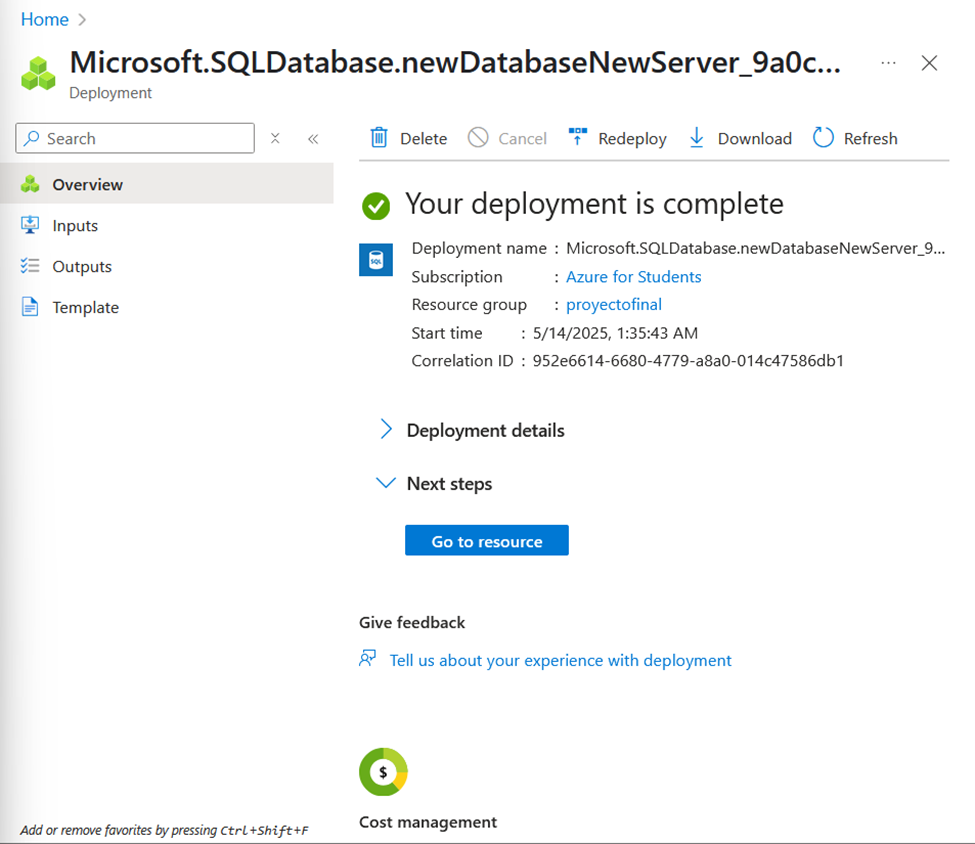 Home
Microsoft.SQLDatabase.newDatabaseNewServer_9a0c...
Deployment
Search
Overview
Inputs
Outputs
Template
Add or remove favorites by pressing Ctrl+Shift+F
Delete Cancel Redeploy Download Refresh
Your deployment is complete
SQL
Deployment name : Microsoft.SQLDatabase.newDatabaseNewServer_9...
Subscription : Azure for Students
Resource group : proyectofinal
Start time : 5/14/2025, 1:35:43 AM
Correlation ID : 952e6614-6680-4779-a8a0-014c47586db1
Deployment details
Next steps
Go to resource
Give feedback
Tell us about your experience with deployment
$
Cost management